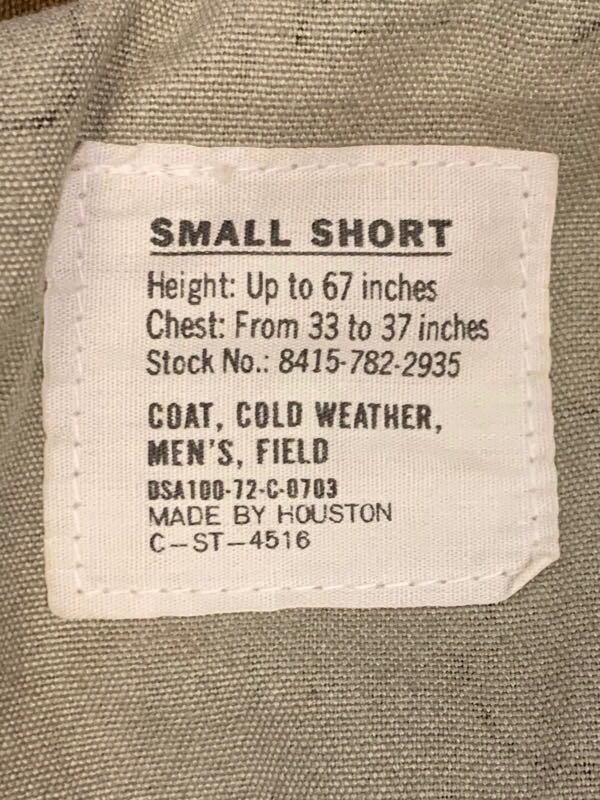 SMALL SHORT
Height: Up to 67 inches
Chest: From 33 to 37 inches
Stock No.: 8415-782-2935
COAT, COLD WEATHER,
MEN'S, FIELD
DSA100-72-C-0703
MADE BY HOUSTON
C-ST-4516